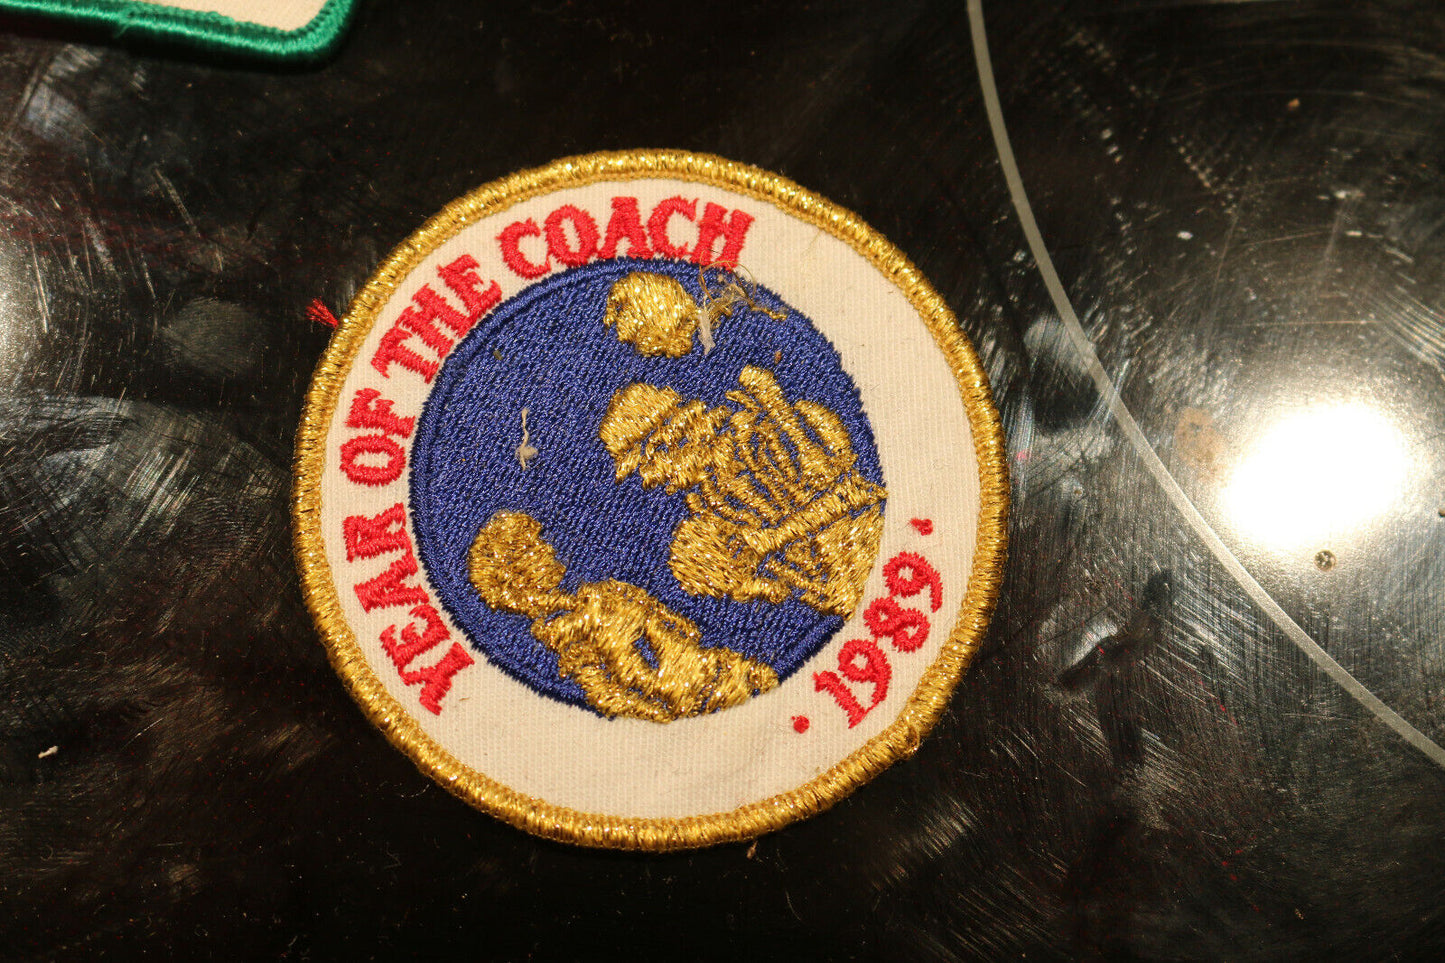 YEAR OF THE COACH
• 1989 •